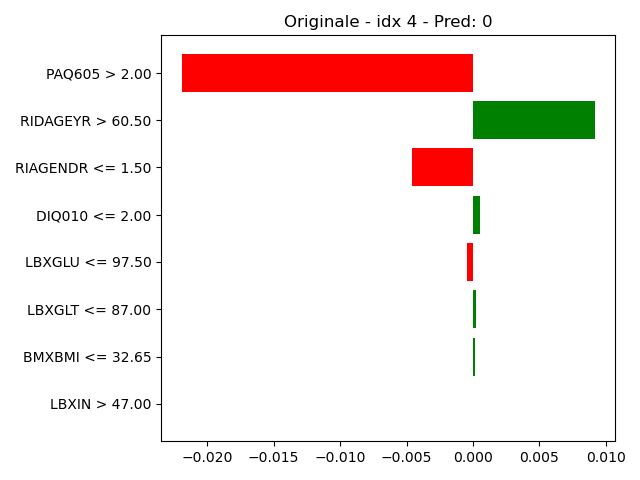 Originale - idx 4 - Pred: 0
PAQ605 > 2.00
RIDAGEYR > 60.50
RIAGENDR <= 1.50
DIQ010 <= 2.00
LBXGLU <= 97.50
LBXGLT <= 87.00
BMXBMI <= 32.65
LBXIN > 47.00
−0.020 −0.015 −0.010 −0.005 0.000 0.005 0.010